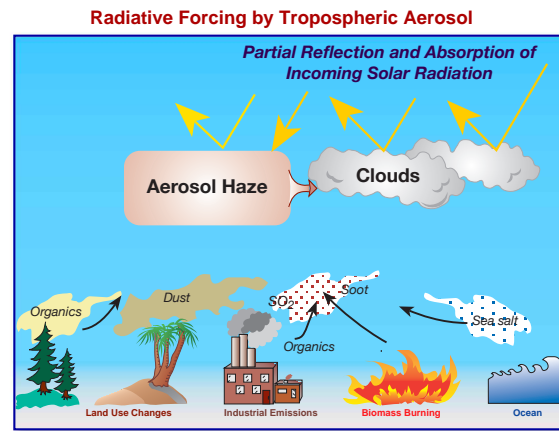 Radiative Forcing by Tropospheric Aerosol
Partial Reflection and Absorption of
Incoming Solar Radiation
Aerosol Haze
Clouds
Organics
Dust
SO2
Soot
Organics
Sea salt
Land Use Changes
Industrial Emissions
Biomass Burning
Ocean